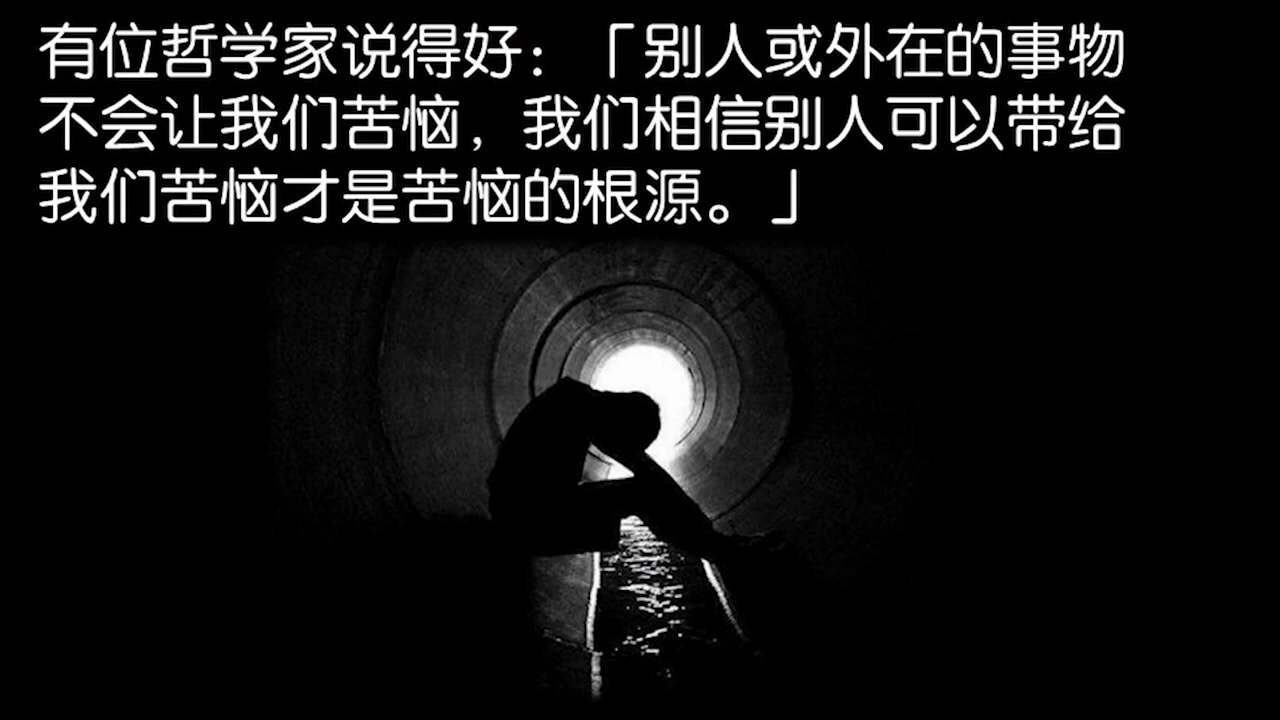 有位哲学家说得好：「别人或外在的事物
不会让我们苦恼，我们相信别人可以带给
我们苦恼才是苦恼的根源。」